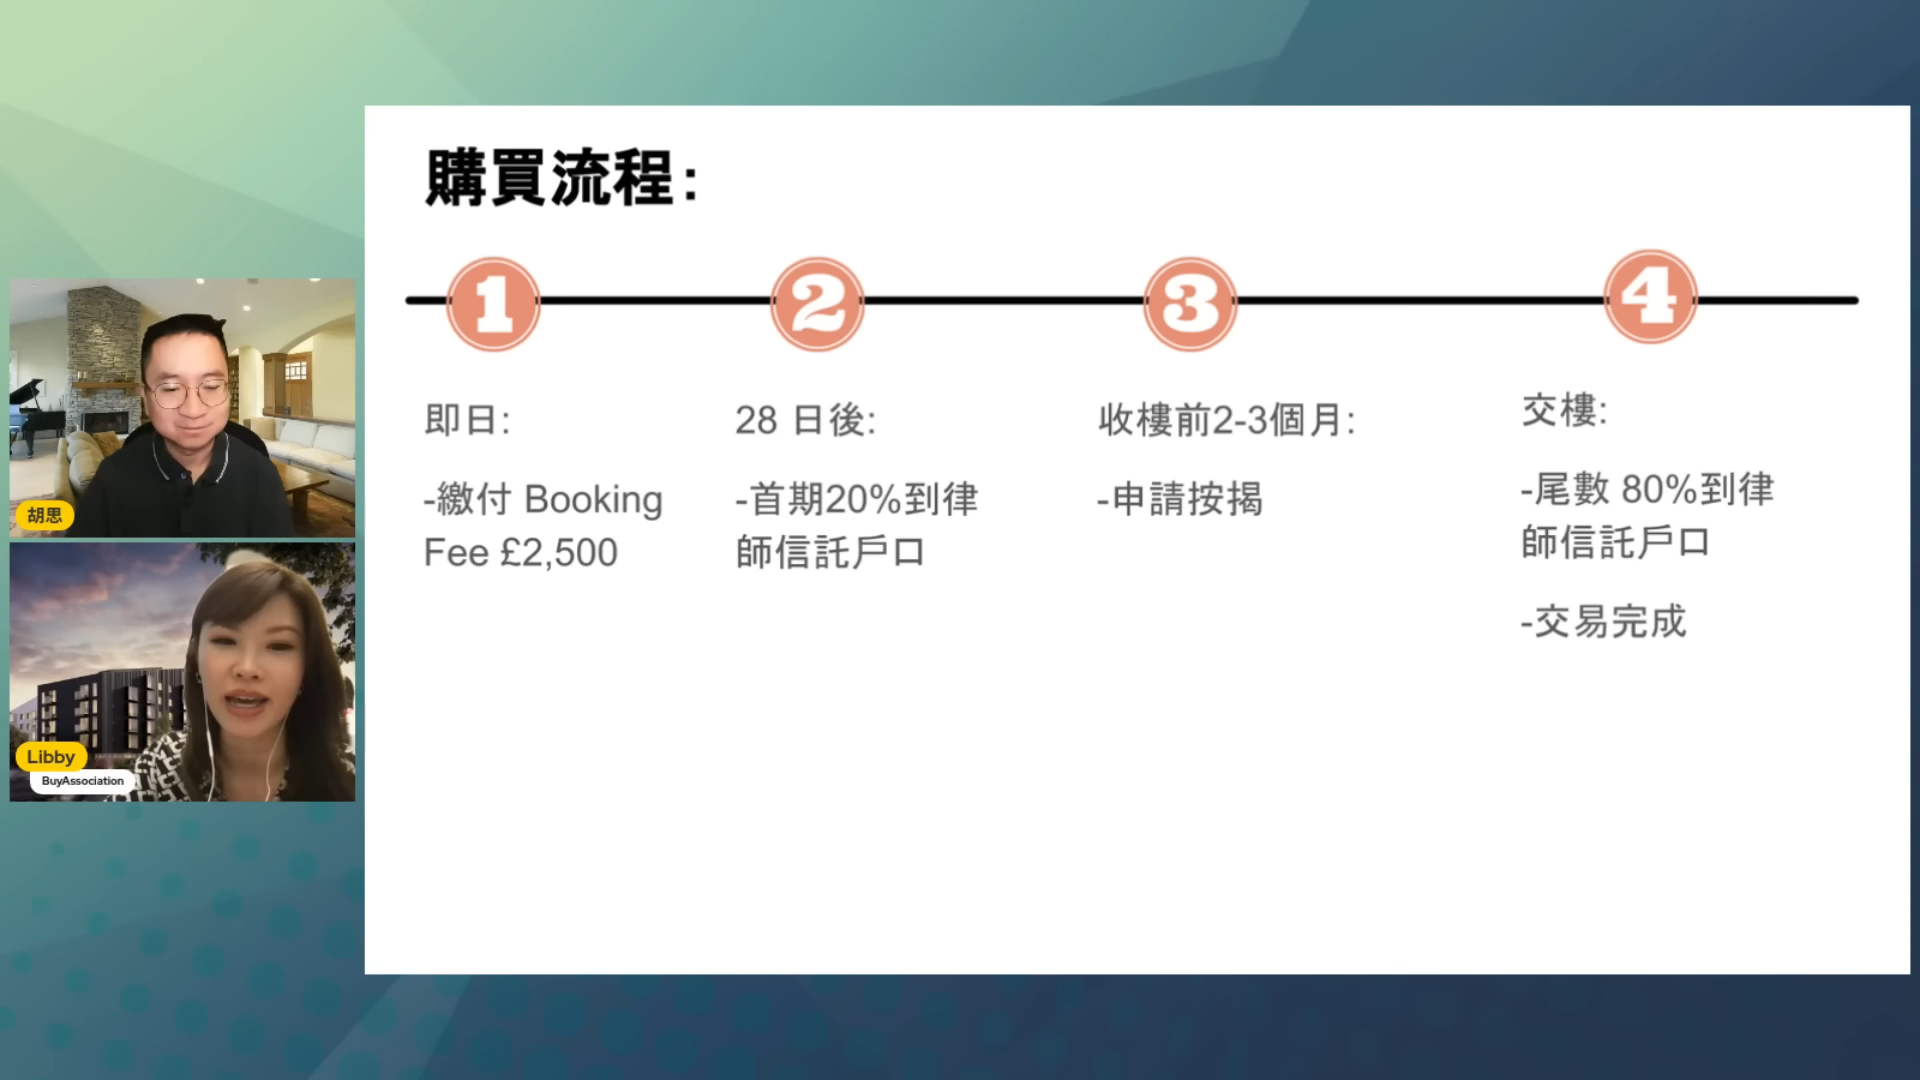 購買流程:
1
2
3
4
即日:
-繳付 Booking
Fee £2,500
28 日後:
-首期20%到律
師信託戶口
收樓前2-3個月:
-申請按揭
交樓:
-尾數 80%到律
師信託戶口
-交易完成
胡思
Libby
BuyAssociation